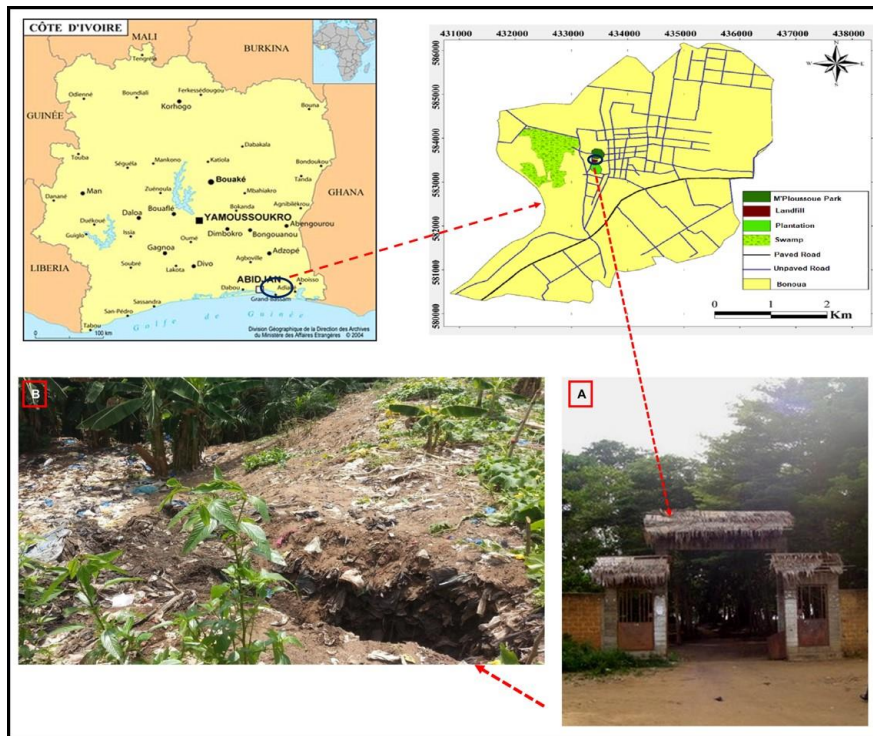 CÔTE D'IVOIRE
MALI
BURKINA
GUINÉE
GHANA
LIBERIA
Tengréla
Odienné
Boundiali
Ferkessédougou
Korhogo
Bouna
Dabakala
Touba
Séguéla
Mankono
Katiola
Bondoukou
Tanda
Danané
Man
Zuénoula
Bouaké
Mbahiakro
Bouaflé
Bokanda
Agnibilékrou
YAMOUSSOUKRO
Daloa
Duékoué
Guiglo
Issia
Oumé
Dimbokro
Bongouanou
Abengourou
Gagnoa
Adzopé
Soubré
Lakota
Divo
Agboville
ABIDJAN
Aboisso
Dabou
Adiaké
Grand-Bassam
Sassandra
San-Pédro
Tabou
Golfe de Guinée
0 100 km
Division Géographique de la Direction des Archives
du Ministère des Affaires Etrangères © 2004
431000 432000 433000 434000 435000 436000 437000 438000
586000
585000
584000
583000
582000
581000
580000
N
W E
S
M'Ploussoue Park
Landfill
Plantation
Swamp
Paved Road
Unpaved Road
Bonoua
0 1 2
Km
B
A